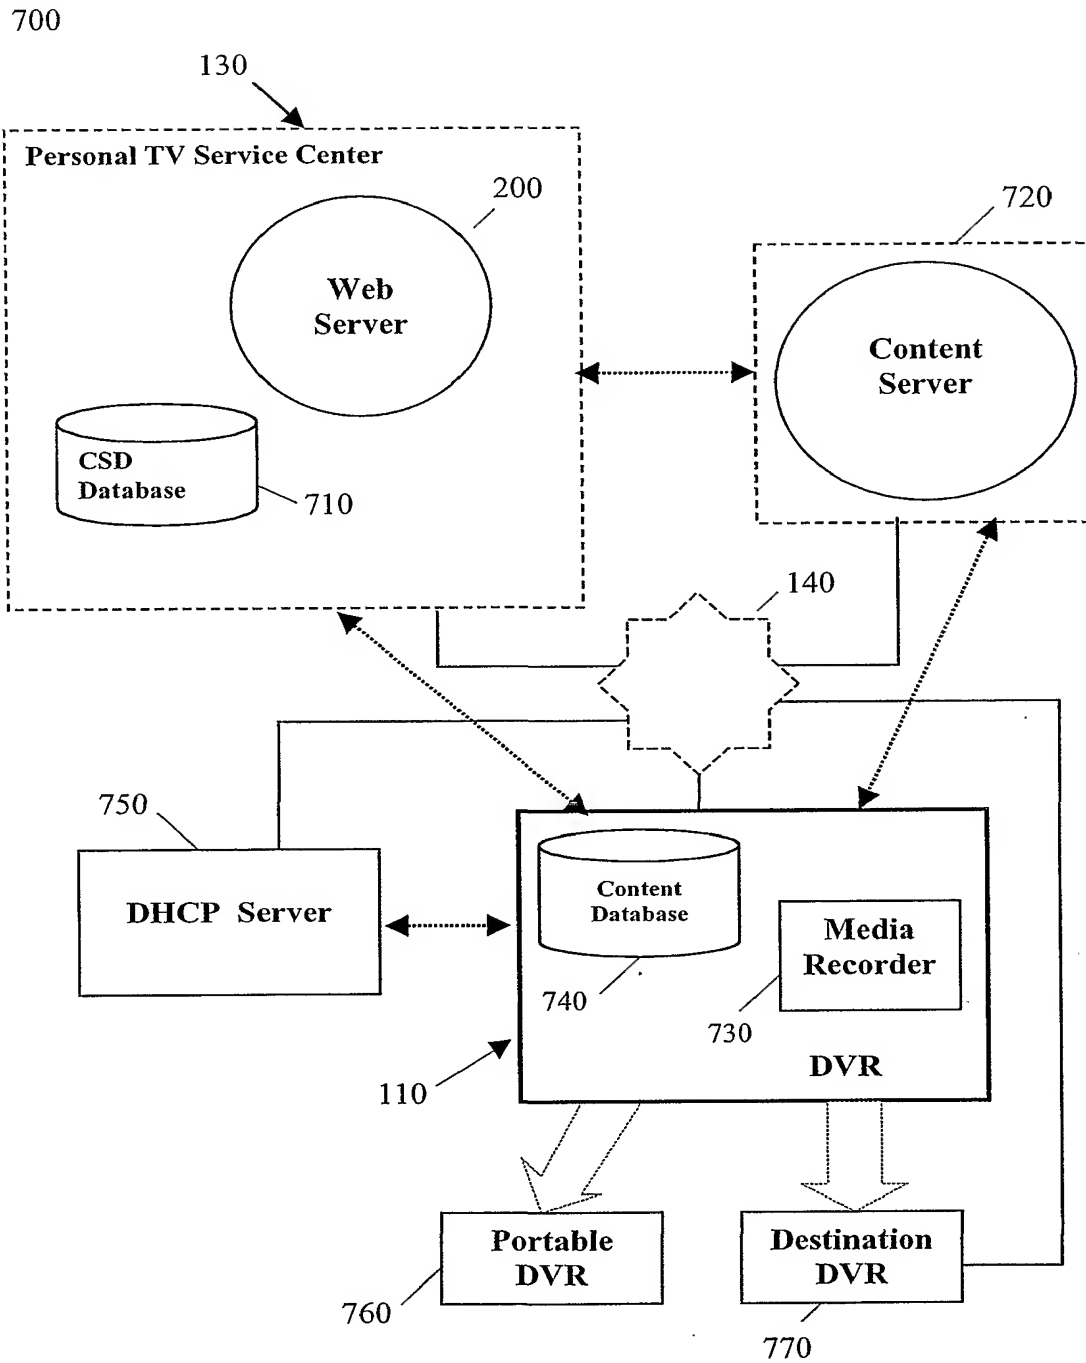 700
130
Personal TV Service Center
200
720
Web
Server
Content
Server
CSD
Database
710
140
750
DHCP Server
Content
Database
Media
Recorder
740
730
DVR
110
Portable
DVR
Destination
DVR
760
770